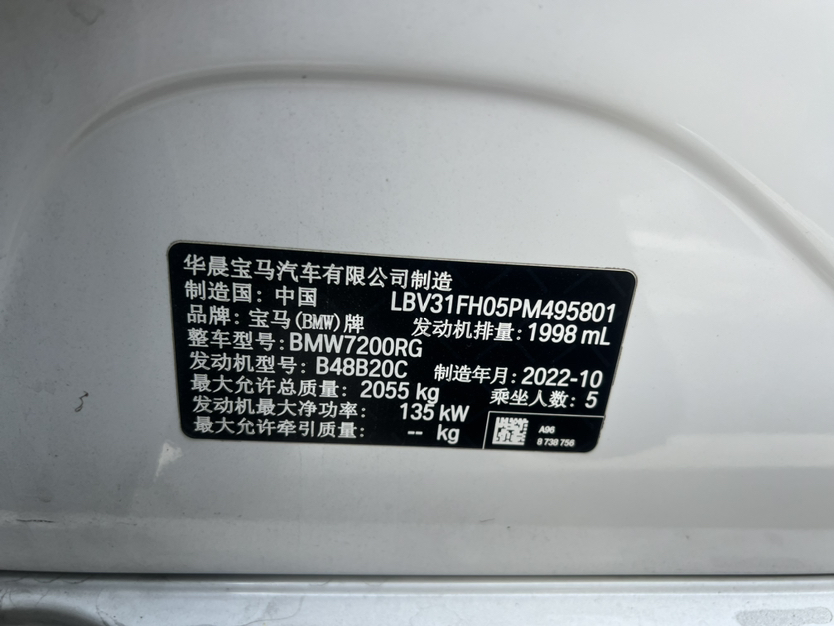 华晨宝马汽车有限公司制造
制造国: 中国 LBV31FH05PM495801
品牌: 宝马(BMW)牌 发动机排量: 1998 mL
整车型号: BMW7200RG
发动机型号: B48B20C 制造年月: 2022-10
最大允许总质量: 2055 kg 乘坐人数: 5
发动机最大净功率: 135 kW
最大允许牵引质量: -- kg
A96
8 738 756